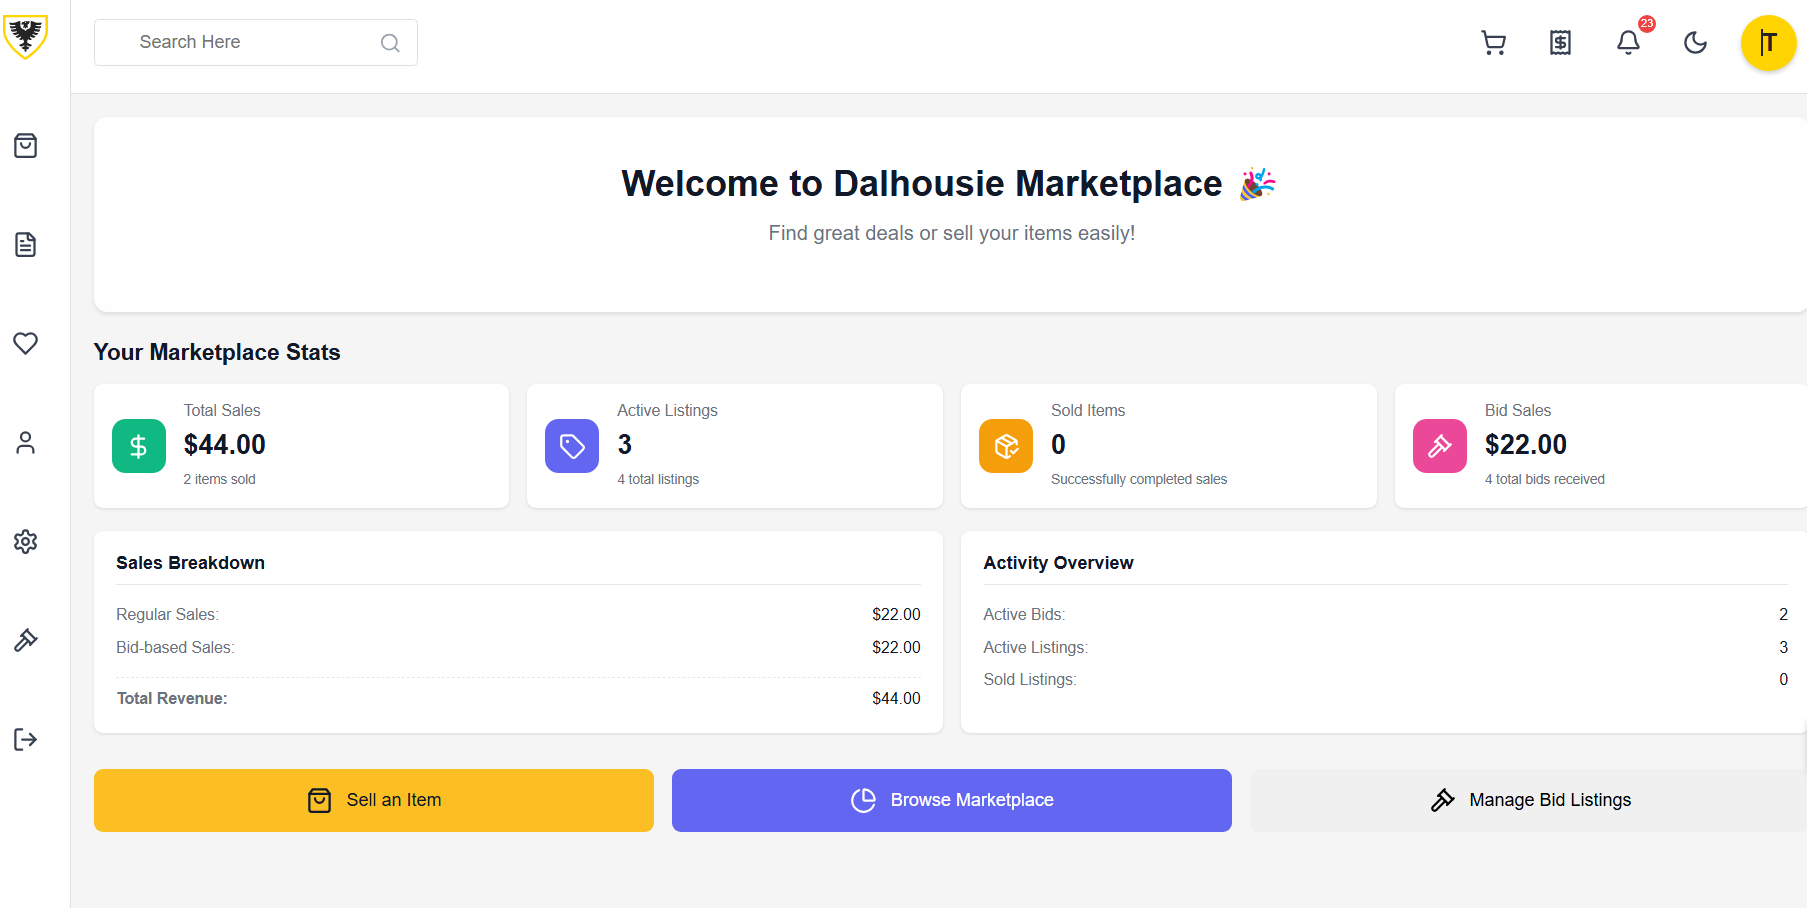 Search Here
23
T
Welcome to Dalhousie Marketplace 🎉
Find great deals or sell your items easily!
Your Marketplace Stats
Total Sales
$44.00
2 items sold
Active Listings
3
4 total listings
Sold Items
0
Successfully completed sales
Bid Sales
$22.00
4 total bids received
Sales Breakdown
Regular Sales: $22.00
Bid-based Sales: $22.00
Total Revenue: $44.00
Activity Overview
Active Bids: 2
Active Listings: 3
Sold Listings: 0
Sell an Item
Browse Marketplace
Manage Bid Listings